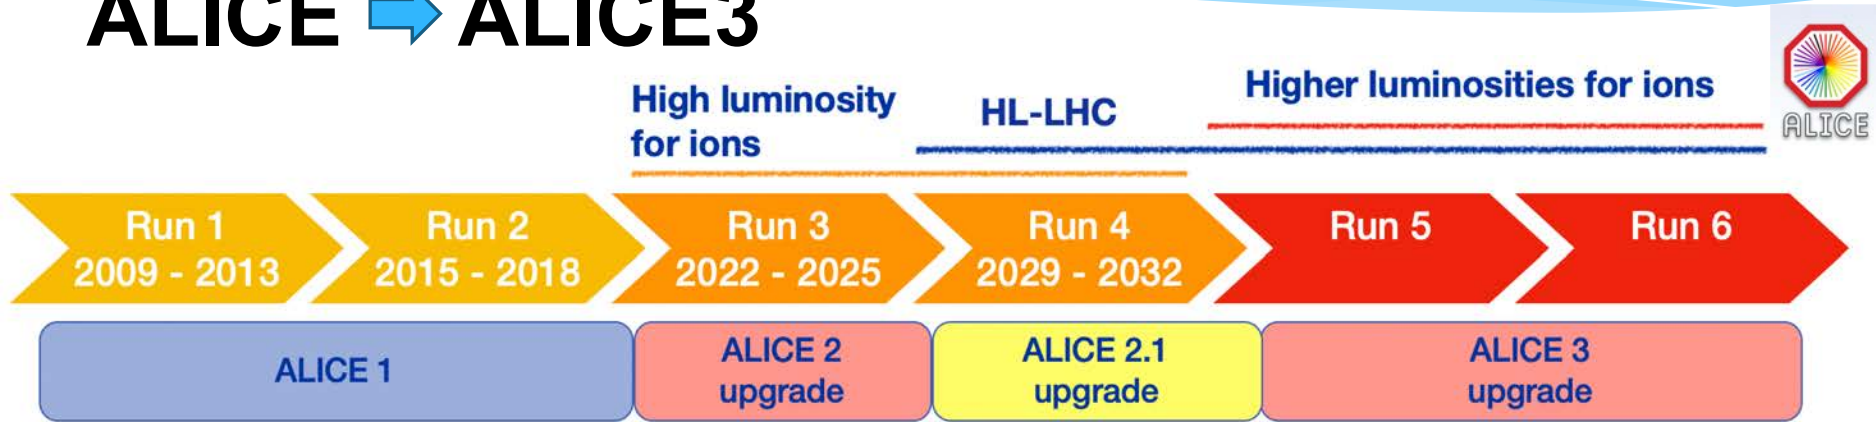 ALICE ALICE3
High luminosity
for ions
HL-LHC
Higher luminosities for ions
ALICE
Run 1
2009 - 2013
Run 2
2015 - 2018
Run 3
2022 - 2025
Run 4
2029 - 2032
Run 5
Run 6
ALICE 1
ALICE 2
upgrade
ALICE 2.1
upgrade
ALICE 3
upgrade